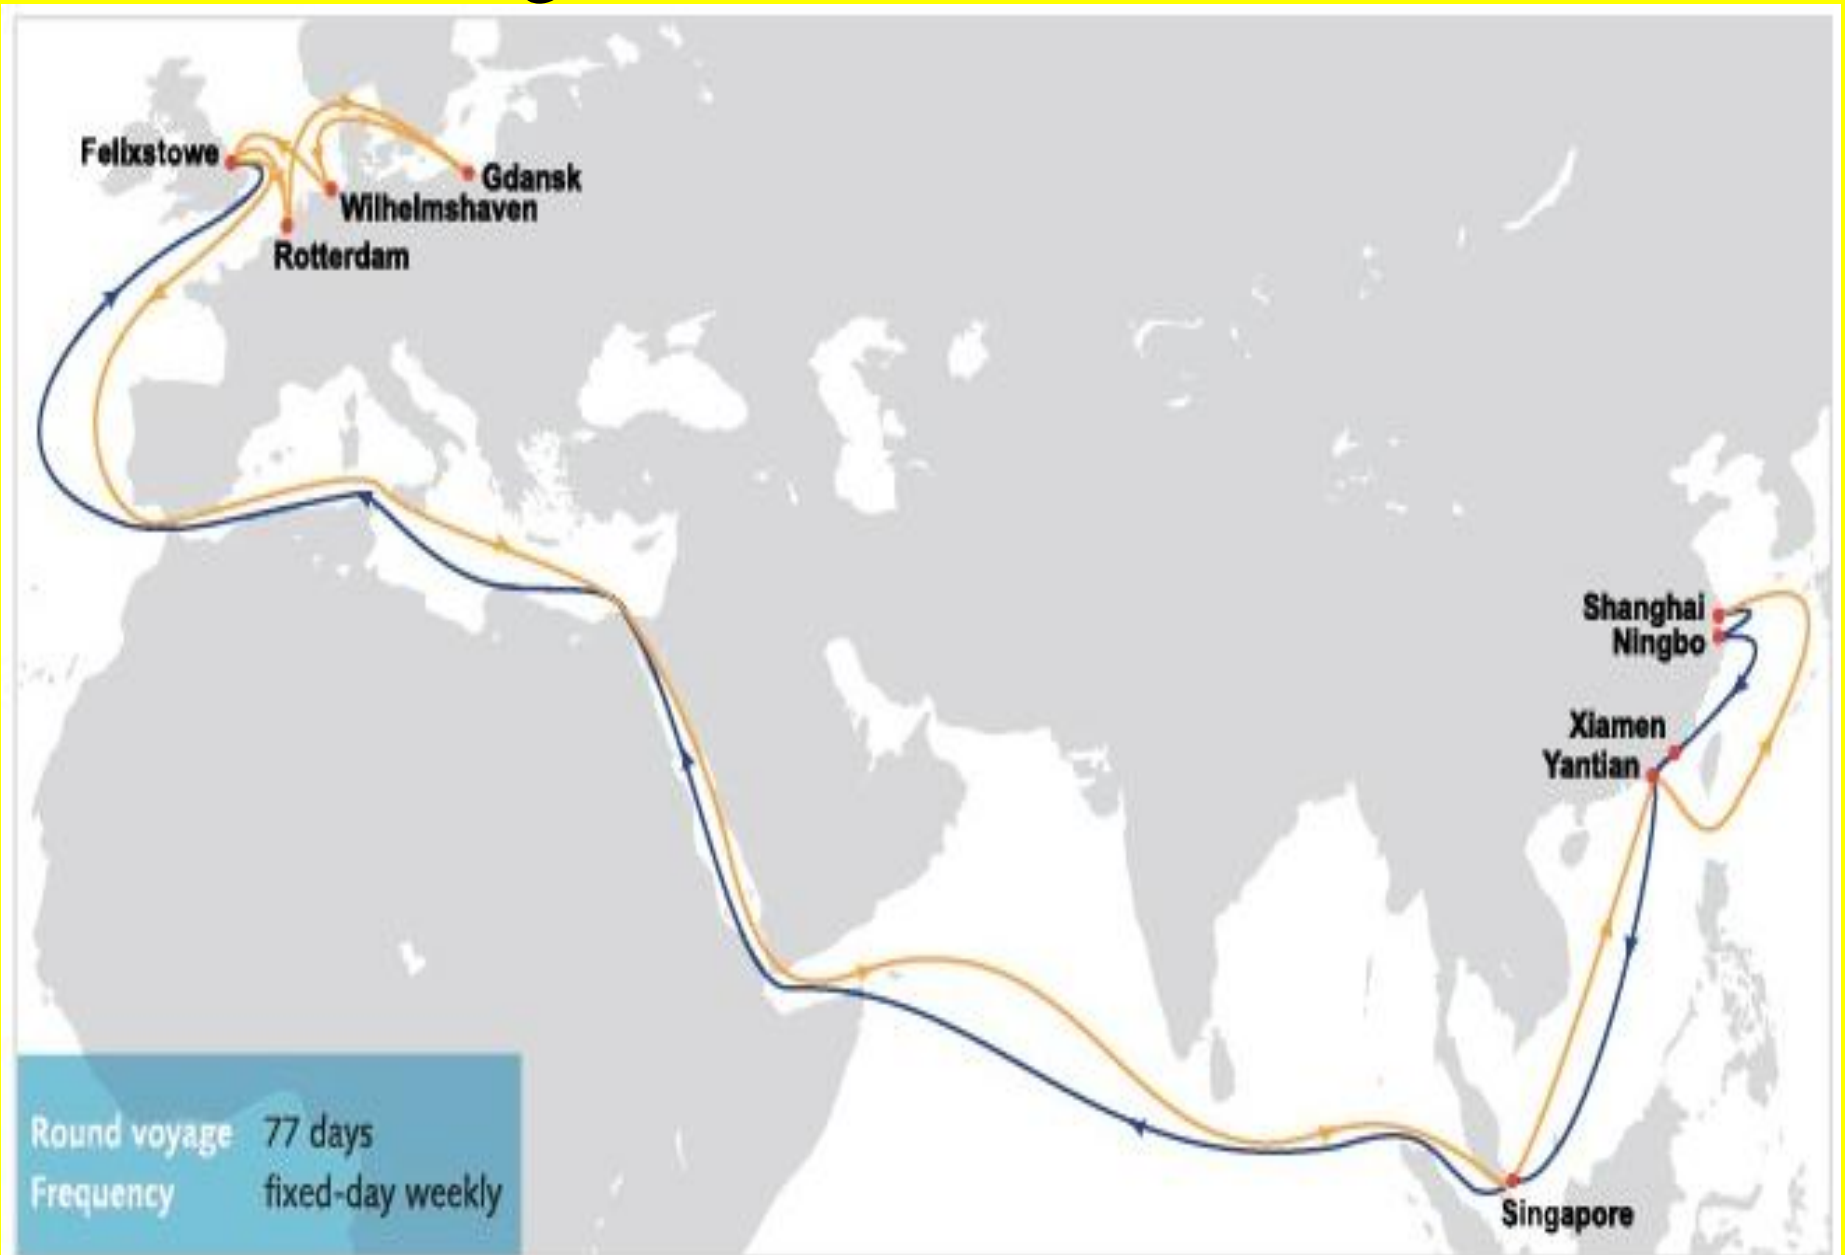 Felixstowe
Gdansk
Wilhelmshaven
Rotterdam
Shanghai
Ningbo
Xiamen
Yantian
Singapore
Round voyage 77 days
Frequency fixed-day weekly